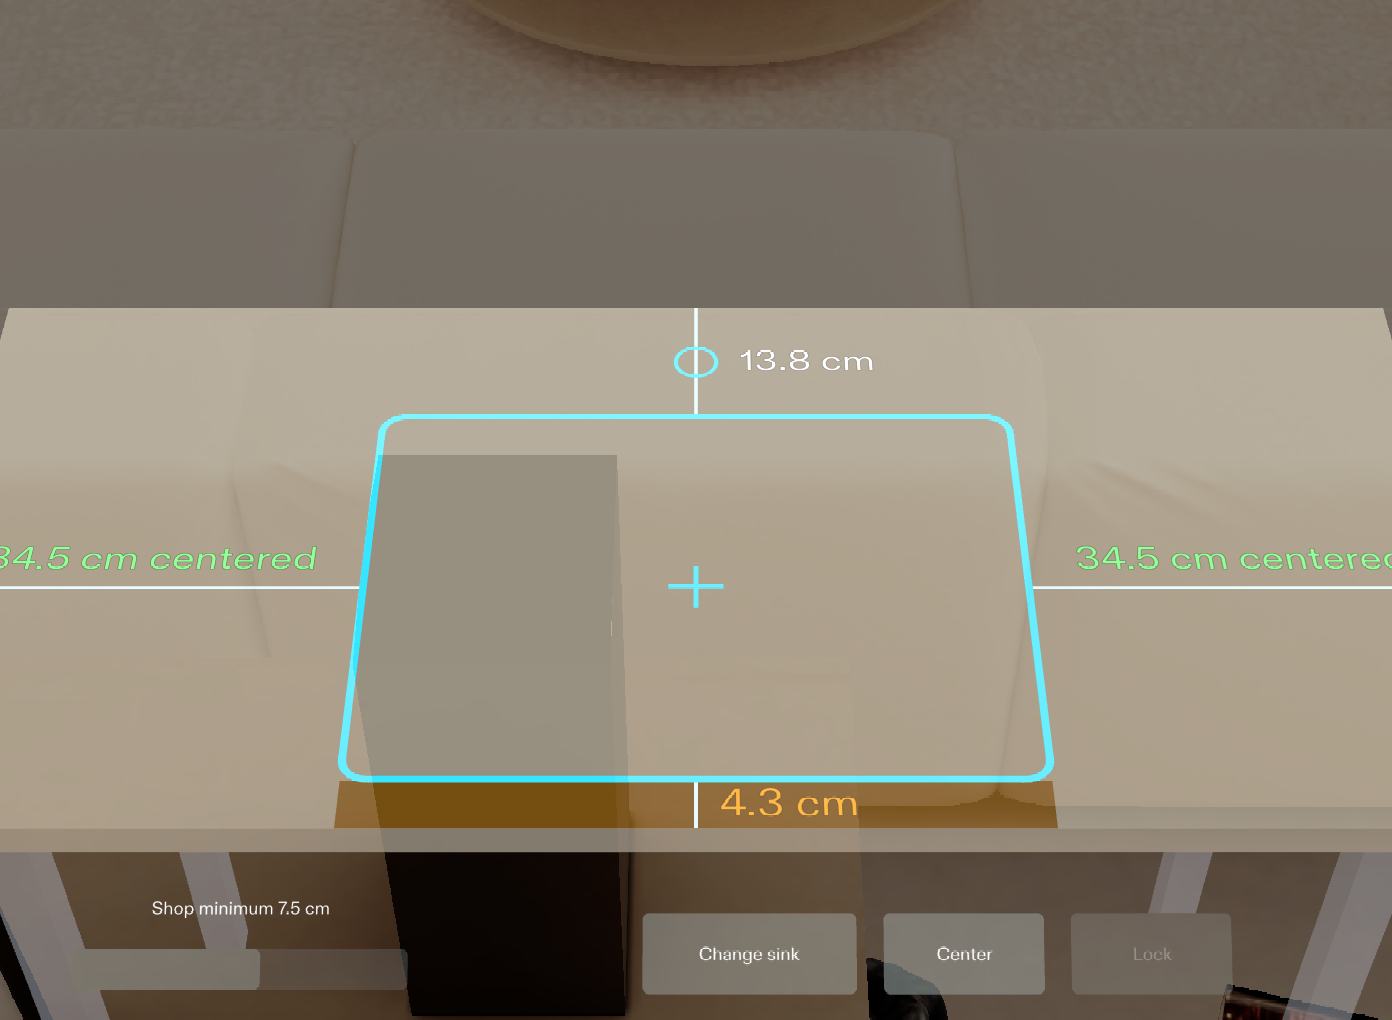 13.8 cm
34.5 cm centered
34.5 cm centered
4.3 cm
Shop minimum 7.5 cm
Change sink
Center
Lock